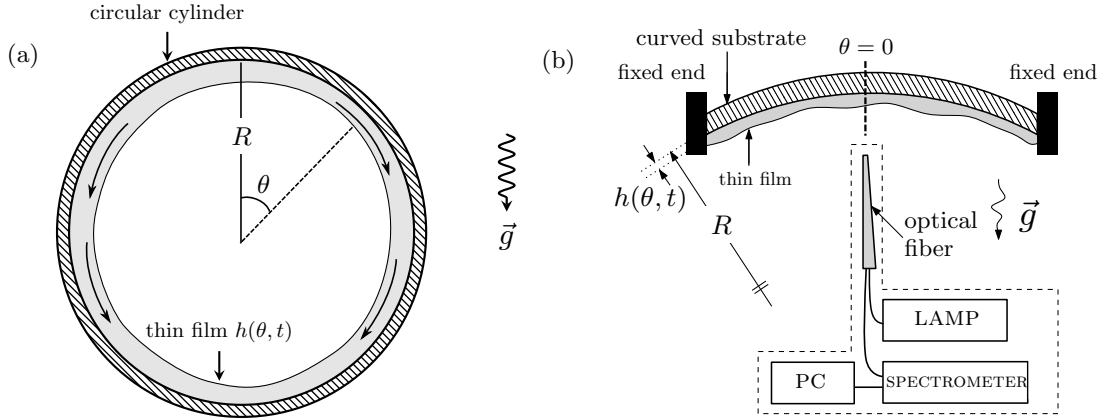 circular cylinder
(a)
R
θ
thin film h(θ, t)
g⃗
(b)
curved substrate
θ = 0
fixed end
fixed end
thin film
h(θ, t)
R
optical
fiber
g⃗
LAMP
PC
SPECTROMETER